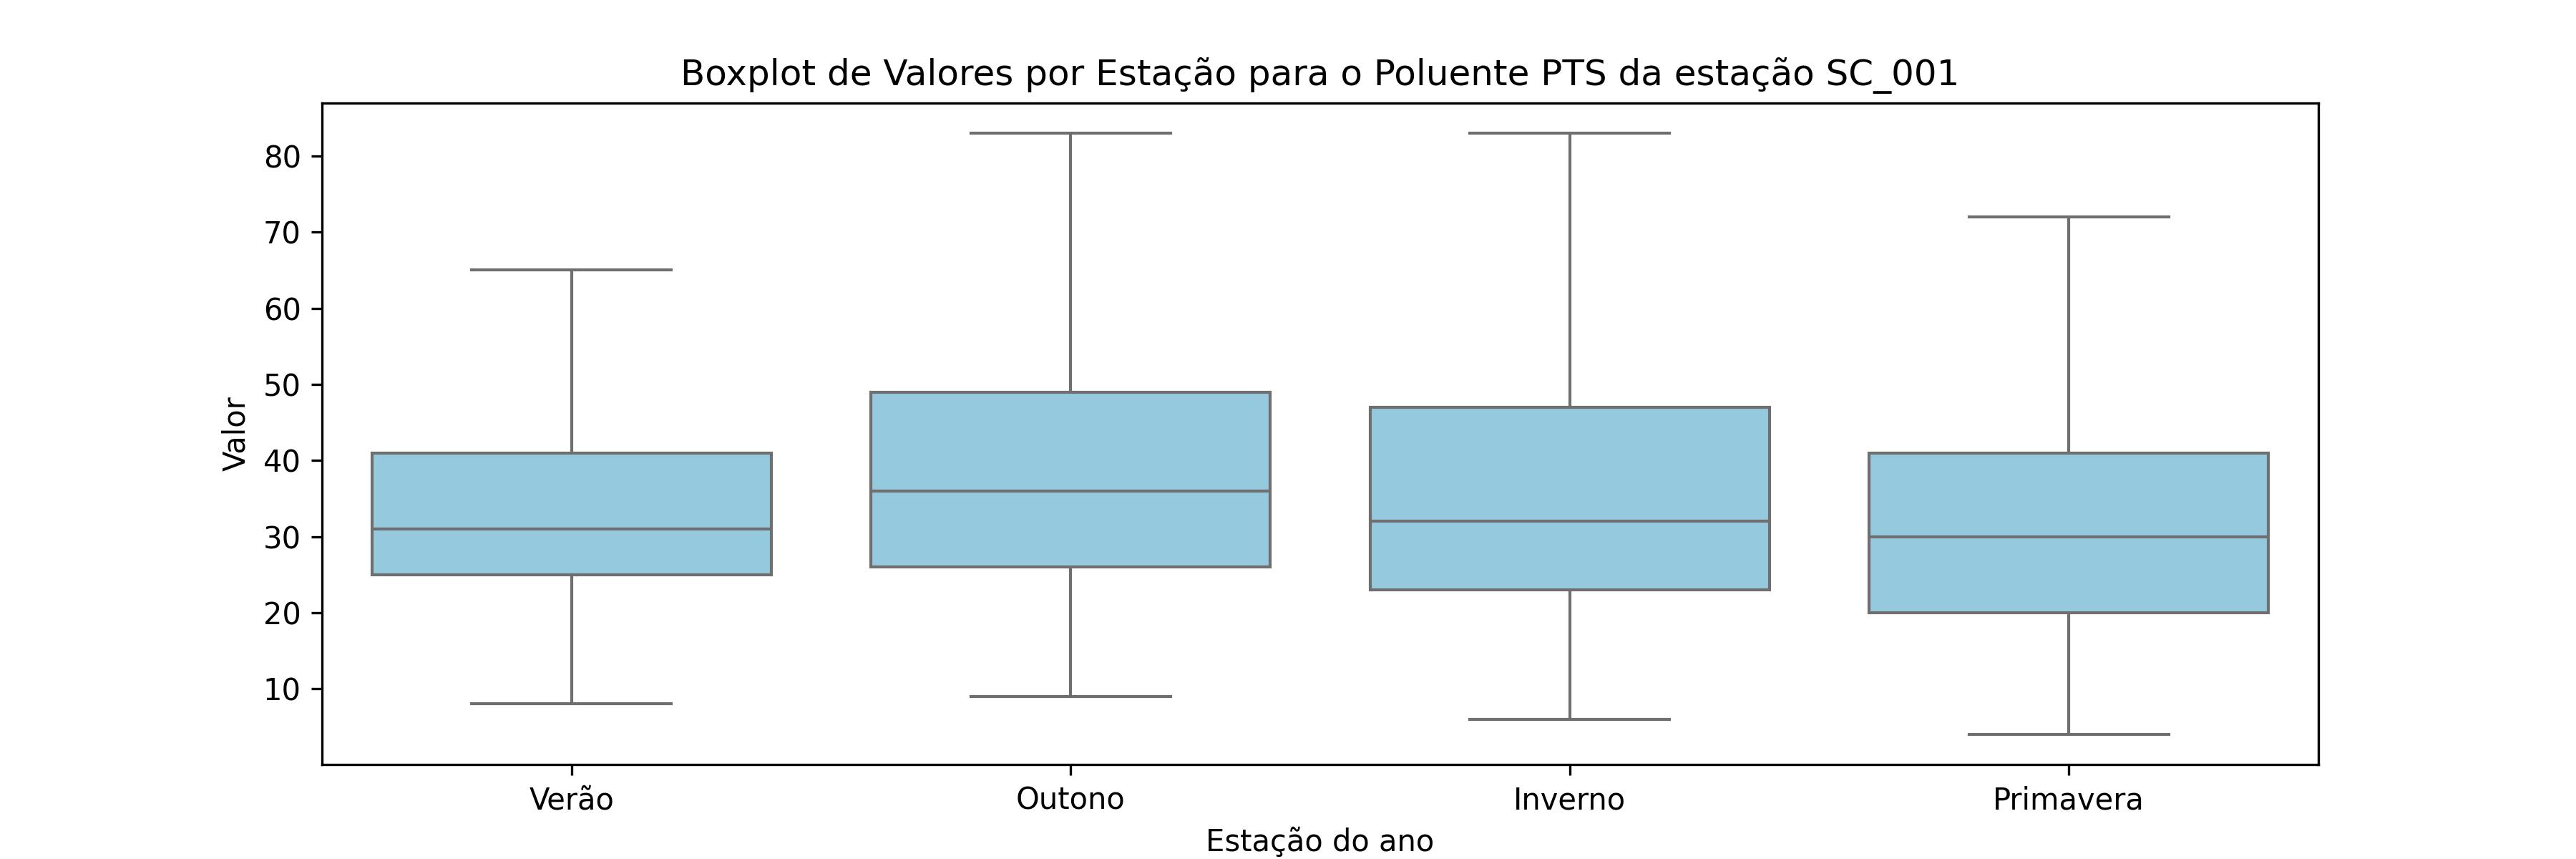 Boxplot de Valores por Estação para o Poluente PTS da estação SC_001
80
70
60
50
40
30
20
10
Valor
Verão
Outono
Inverno
Primavera
Estação do ano